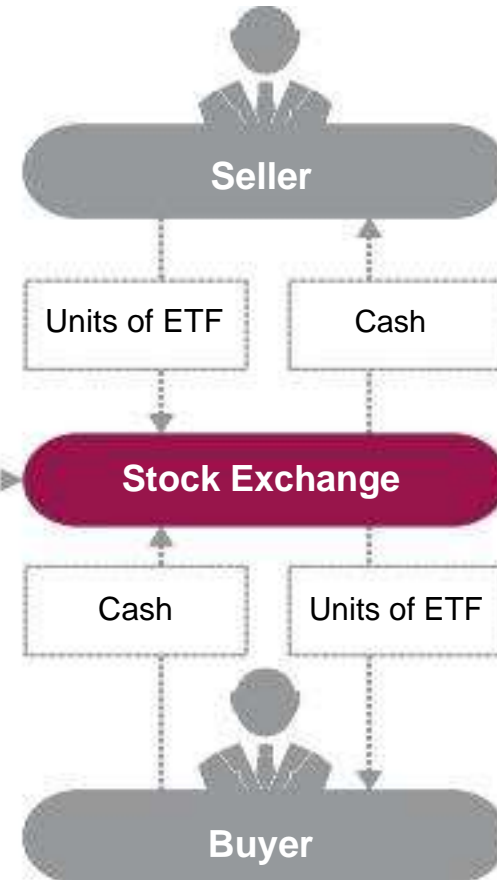 Seller
Units of ETF
Cash
Stock Exchange
Cash
Units of ETF
Buyer